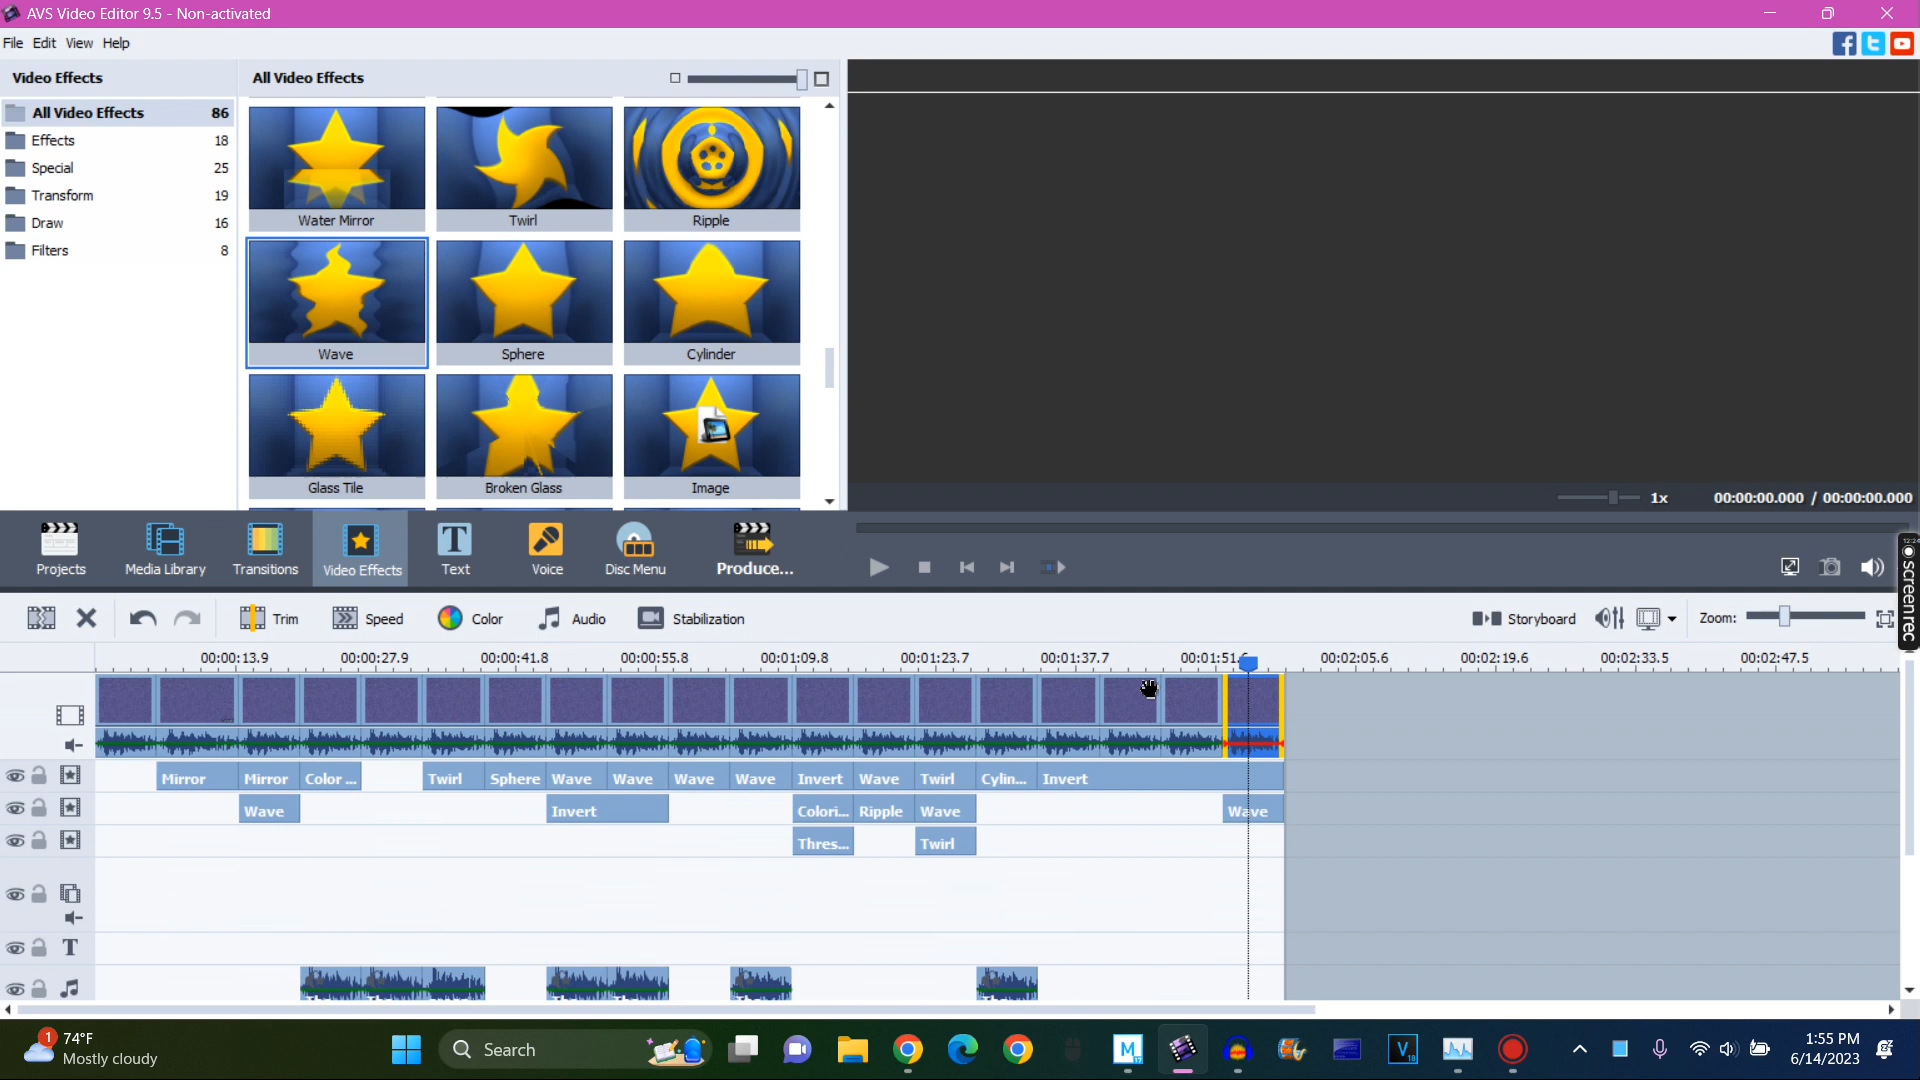 AVS Video Editor 9.5 - Non-activated
File Edit View Help
Video Effects
All Video Effects
All Video Effects 86
Effects 18
Special 25
Transform 19
Draw 16
Filters 8
Water Mirror Twirl Ripple
Wave Sphere Cylinder
Glass Tile Broken Glass Image
1x 00:00:00.000 / 00:00:00.000
Projects Media Library Transitions Video Effects Text Voice Disc Menu Produce...
screenrec
Trim Speed Color Audio Stabilization Storyboard Zoom:
00:00:13.9 00:00:27.9 00:00:41.8 00:00:55.8 00:01:09.8 00:01:23.7 00:01:37.7 00:01:51. 00:02:05.6 00:02:19.6 00:02:33.5 00:02:47.5
Mirror Mirror Color ... Twirl Sphere Wave Wave Wave Wave Invert Wave Twirl Cylin... Invert
Wave Invert Colori... Ripple Wave Wave
Thres... Twirl
T
1 74°F
Mostly cloudy
Search
1:55 PM
6/14/2023